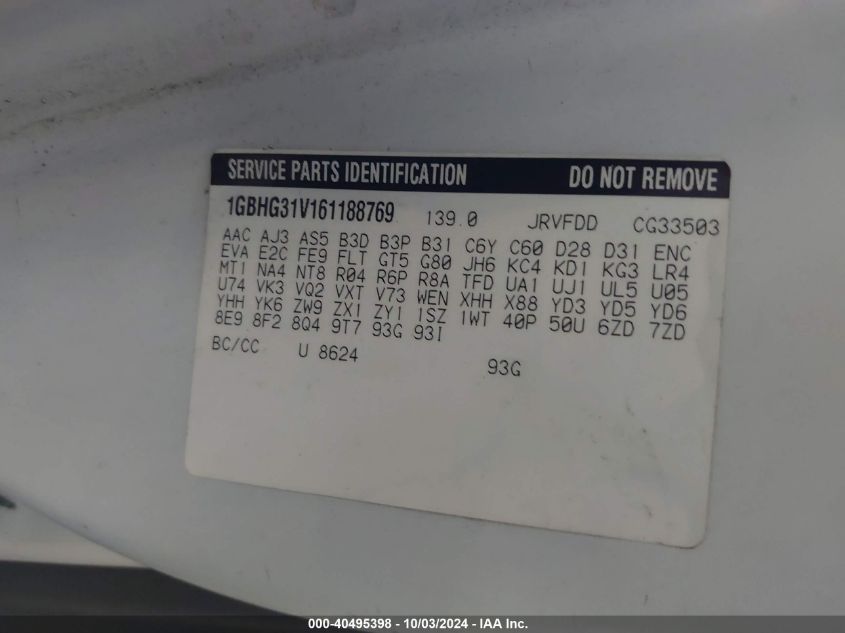 SERVICE PARTS IDENTIFICATION DO NOT REMOVE
1GBHG31V161188769 139.0 JRVFDD CG33503
AAC AJ3 AS5 B3D B3P B31 C6Y C60 D28 D31 ENC
EVA E2C FE9 FLT GT5 G80 JH6 KC4 KD1 KG3 LR4
MT1 NA4 NT8 R04 R6P R8A TFD UA1 UJ1 UL5 U05
U74 VK3 VQ2 VXT V73 WEN XHH X88 YD3 YD5 YD6
YHH YK6 ZW9 ZX1 ZY1 1SZ 1WT 40P 50U 6ZD 7ZD
8E9 8F2 8Q4 9T7 93G 93I
BC/CC U 8624 93G
000-40495398 - 10/03/2024 - IAA Inc.